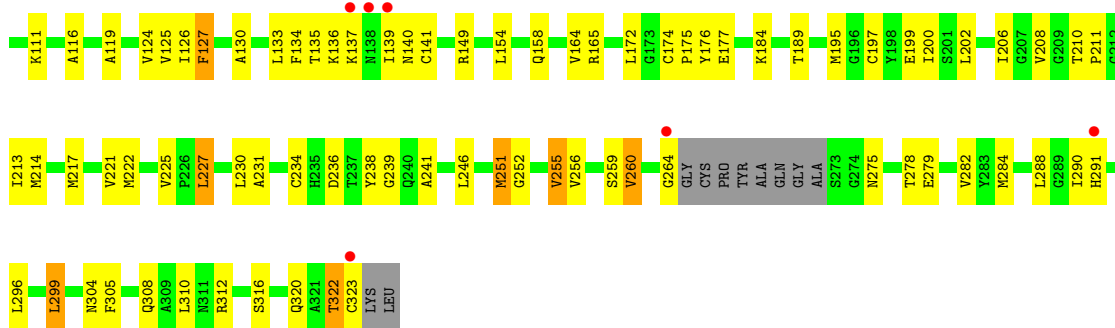 K111 A116 A119 V124 V125 I126 F127 A130 L133 F134 T135 K136 K137 N138 I139 N140 C141 R149 L154 Q158 V164 R165 L172 G173 C174 P175 Y176 E177 K184 T189 M195 G196 C197 Y198 E199 I200 S201 L202 I206 G207 V208 G209 T210 P211 G212
I213 M214 M217 V221 M222 V225 P226 L227 L230 A231 C234 H235 D236 T237 Y238 G239 Q240 A241 L246 M251 G252 V255 V256 S259 V260 G264 GLY CYS PRO TYR ALA GLN GLY ALA S273 G274 N275 T278 E279 V282 Y283 M284 L288 G289 I290 H291
L296 L299 N304 F305 Q308 A309 L310 N311 R312 S316 Q320 A321 T322 C323 LYS LEU